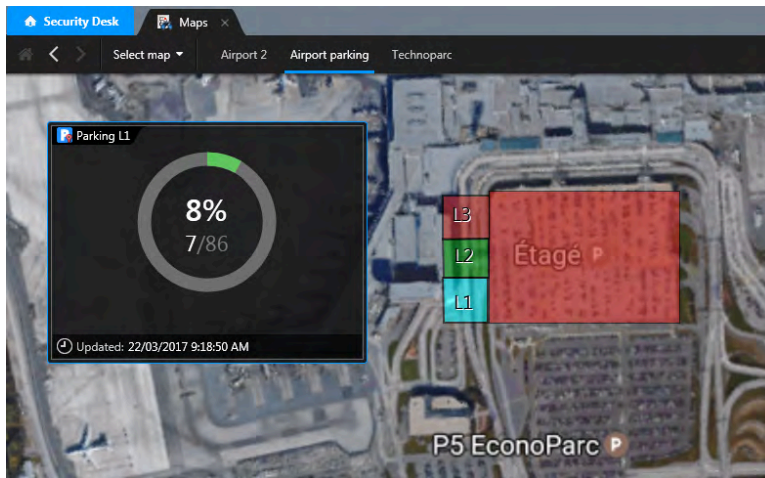 Security Desk
Maps
Select map
Airport 2
Airport parking
Technoparc
Parking L1
8%
7/86
Updated: 22/03/2017 9:18:50 AM
L3
L2
L1
Étagé P
P5 EconoParc P